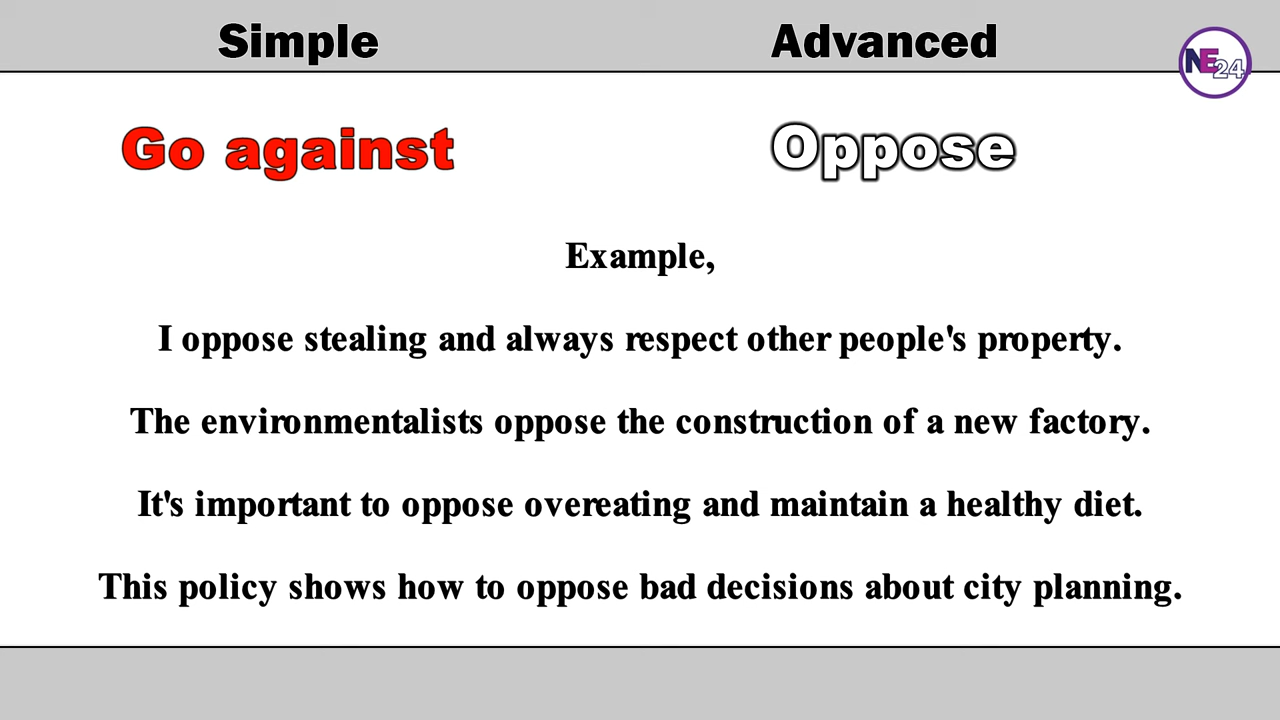 Simple
Advanced
NE24
Go against
Oppose
Example,
I oppose stealing and always respect other people's property.
The environmentalists oppose the construction of a new factory.
It's important to oppose overeating and maintain a healthy diet.
This policy shows how to oppose bad decisions about city planning.